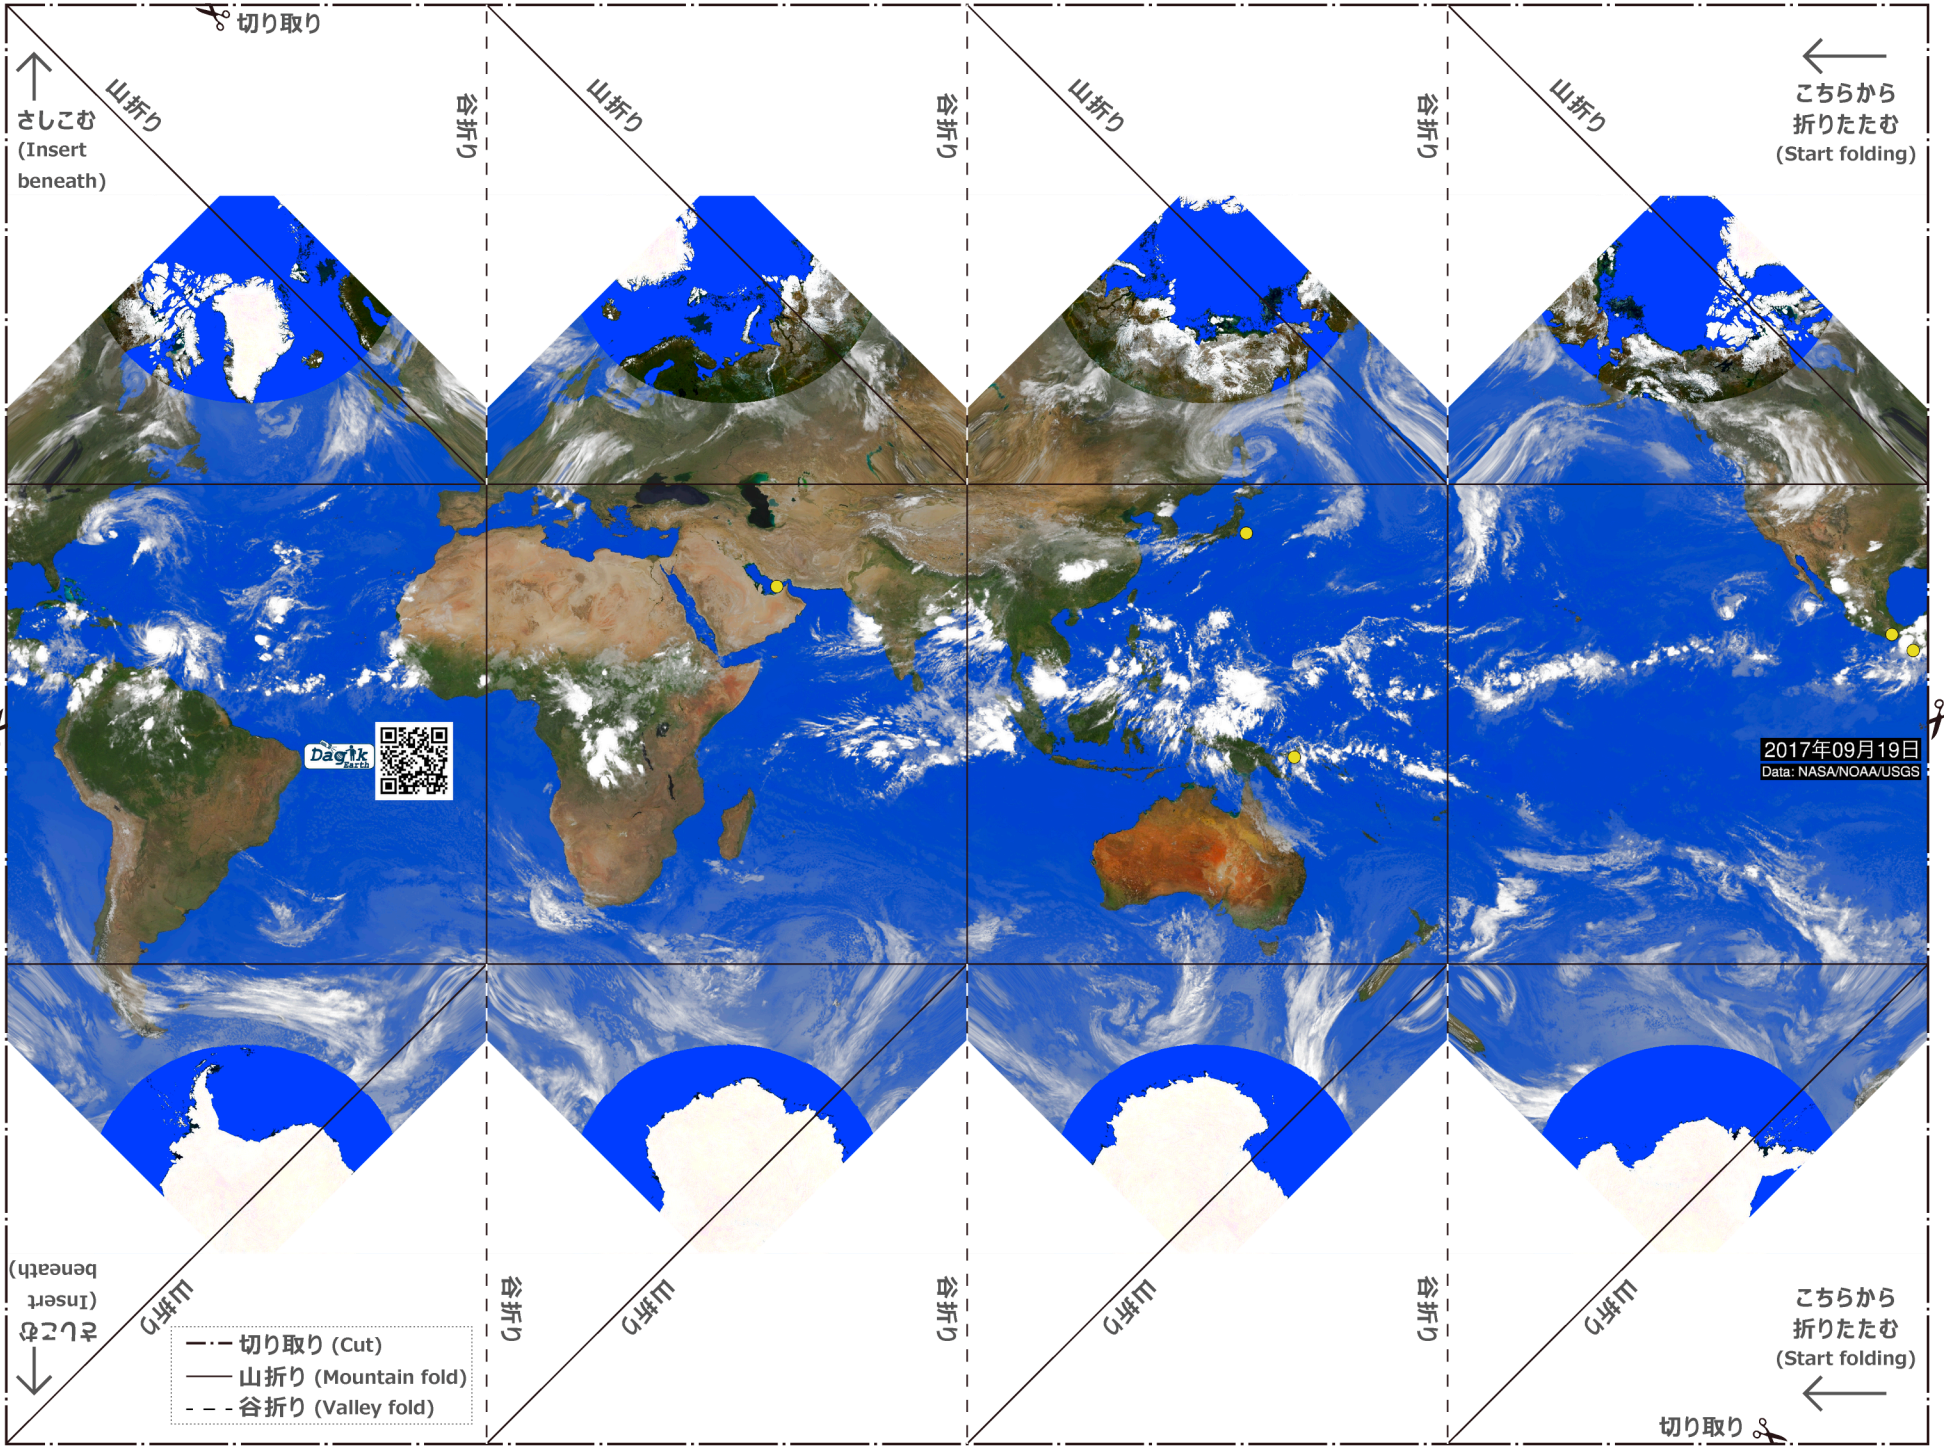 切り取り
山折り
谷折り
山折り
谷折り
山折り
谷折り
山折り
こちらから
折りたたむ
(Start folding)
さしこむ
(Insert
beneath)
Dagik
Earth
2017年09月19日
Data: NASA/NOAA/USGS
さしこむ
(Insert
beneath)
山折り
谷折り
山折り
谷折り
山折り
谷折り
山折り
こちらから
折りたたむ
(Start folding)
切り取り (Cut)
山折り (Mountain fold)
谷折り (Valley fold)
切り取り